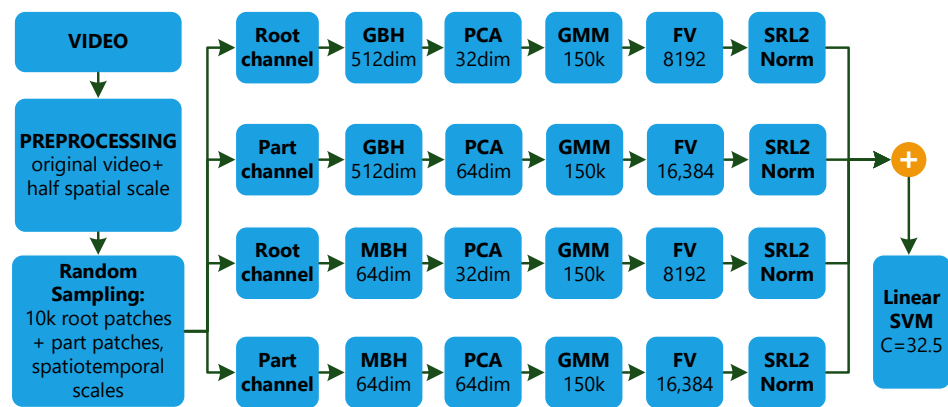 VIDEO
PREPROCESSING
original video+
half spatial scale
Random
Sampling:
10k root patches
+ part patches,
spatiotemporal
scales
Root
channel
GBH
512dim
PCA
32dim
GMM
150k
FV
8192
SRL2
Norm
Part
channel
GBH
512dim
PCA
64dim
GMM
150k
FV
16,384
SRL2
Norm
Root
channel
MBH
64dim
PCA
32dim
GMM
150k
FV
8192
SRL2
Norm
Part
channel
MBH
64dim
PCA
64dim
GMM
150k
FV
16,384
SRL2
Norm
+
Linear
SVM
C=32.5